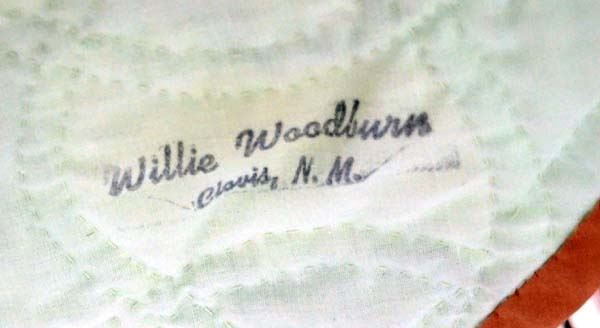 Willie Woodburn
Clovis, N. M.